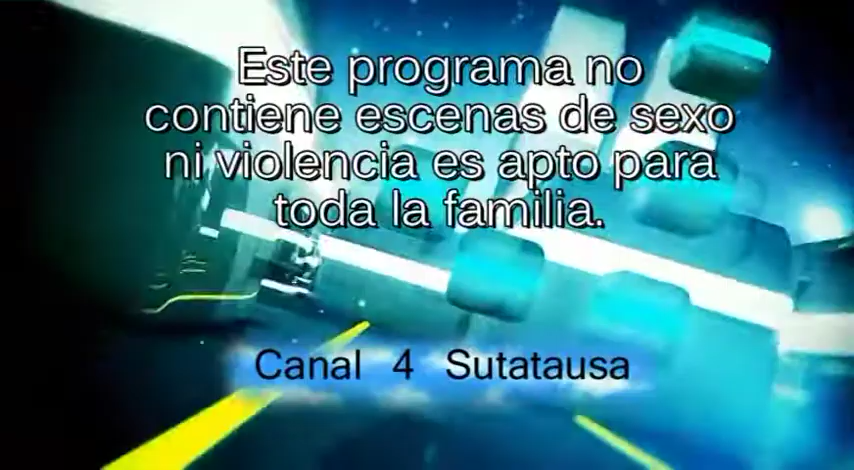 Este programa no
contiene escenas de sexo
ni violencia es apto para
toda la familia.
Canal 4 Sutatausa